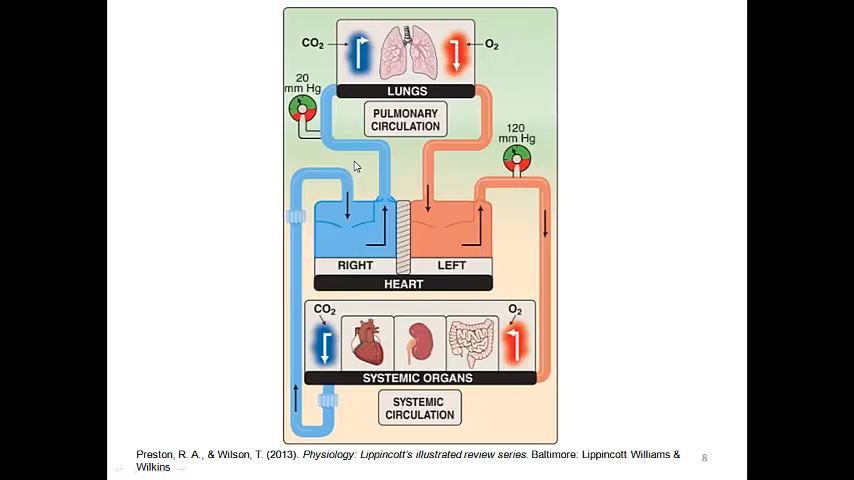 CO2
O2
20
mm Hg
LUNGS
PULMONARY
CIRCULATION
120
mm Hg
RIGHT
LEFT
HEART
CO2
O2
SYSTEMIC ORGANS
SYSTEMIC
CIRCULATION
Preston, R. A., & Wilson, T. (2013). Physiology: Lippincott's illustrated review series. Baltimore: Lippincott Williams &
Wilkins
8